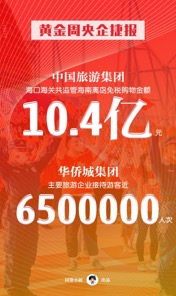 黄金周央企捷报
中国旅游集团
海口海关共监管海南离岛免税购物金额
10.4亿元
华侨城集团
主要旅游企业接待游客近
6500000人次
国资小新 出品